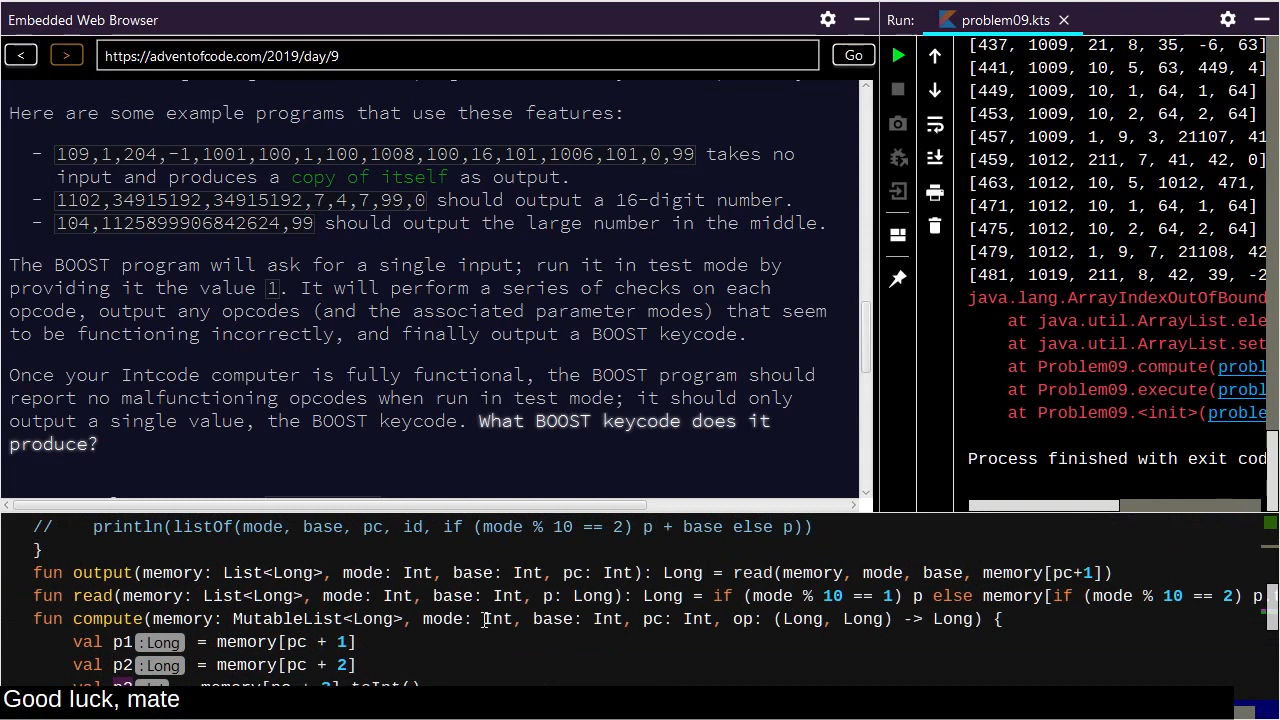 Embedded Web Browser
Run: problem09.kts
https://adventofcode.com/2019/day/9
Go
Here are some example programs that use these features:
- 109,1,204,-1,1001,100,1,100,1008,100,16,101,1006,101,0,99 takes no
input and produces a copy of itself as output.
- 1102,34915192,34915192,7,4,7,99,0 should output a 16-digit number.
- 104,1125899906842624,99 should output the large number in the middle.
The BOOST program will ask for a single input; run it in test mode by
providing it the value 1. It will perform a series of checks on each
opcode, output any opcodes (and the associated parameter modes) that seem
to be functioning incorrectly, and finally output a BOOST keycode.
Once your Intcode computer is fully functional, the BOOST program should
report no malfunctioning opcodes when run in test mode; it should only
output a single value, the BOOST keycode. What BOOST keycode does it
produce?
[437, 1009, 21, 8, 35, -6, 63]
[441, 1009, 10, 5, 63, 449, 4]
[449, 1009, 10, 1, 64, 1, 64]
[453, 1009, 10, 2, 64, 2, 64]
[457, 1009, 1, 9, 3, 21107, 41
[459, 1012, 211, 7, 41, 42, 0]
[463, 1012, 10, 5, 1012, 471,
[471, 1012, 10, 1, 64, 1, 64]
[475, 1012, 10, 2, 64, 2, 64]
[479, 1012, 1, 9, 7, 21108, 42
[481, 1019, 211, 8, 42, 39, -2
java.lang.ArrayIndexOutOfBound
at java.util.ArrayList.ele
at java.util.ArrayList.set
at Problem09.compute(probl
at Problem09.execute(probl
at Problem09.<init>(proble
Process finished with exit cod
// println(listOf(mode, base, pc, id, if (mode % 10 == 2) p + base else p))
}
fun output(memory: List<Long>, mode: Int, base: Int, pc: Int): Long = read(memory, mode, base, memory[pc+1])
fun read(memory: List<Long>, mode: Int, base: Int, p: Long): Long = if (mode % 10 == 1) p else memory[if (mode % 10 == 2) p.
fun compute(memory: MutableList<Long>, mode: Int, base: Int, pc: Int, op: (Long, Long) -> Long) {
val p1 : Long = memory[pc + 1]
val p2 : Long = memory[pc + 2]
Good luck, mate